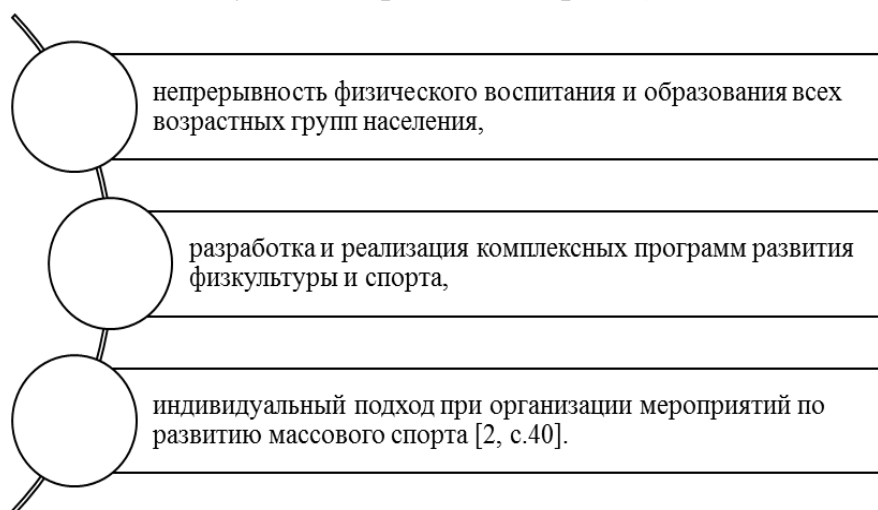 непрерывность физического воспитания и образования всех
возрастных групп населения,
разработка и реализация комплексных программ развития
физкультуры и спорта,
индивидуальный подход при организации мероприятий по
развитию массового спорта [2, с.40].